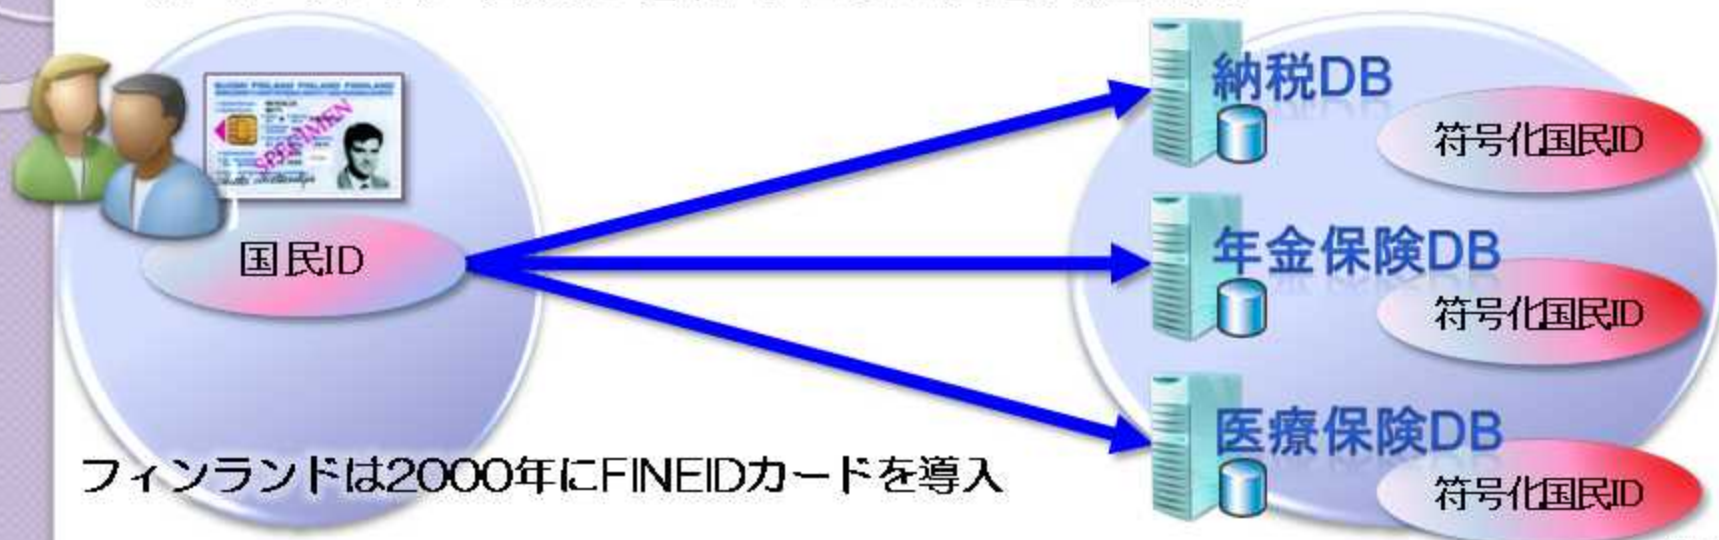 納税DB
符号化国民ID
国民ID
年金保険DB
符号化国民ID
医療保険DB
符号化国民ID
フィンランドは2000年にFINEIDカードを導入
SPECIMEN